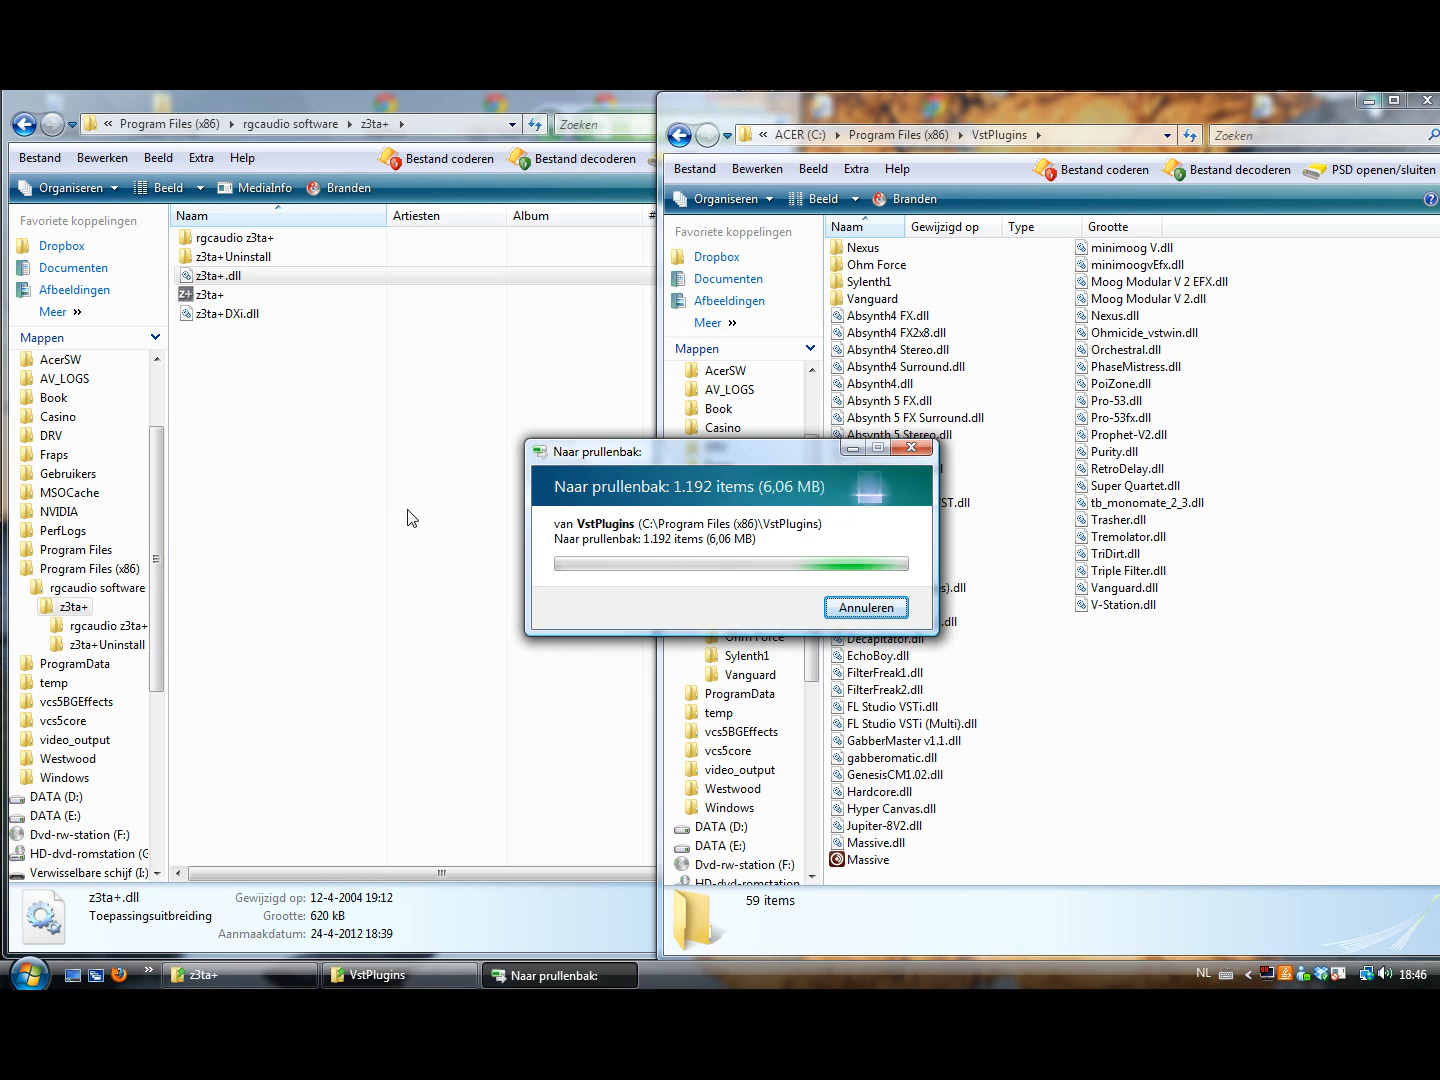 Program Files (x86)
rgcaudio software
z3ta+
Zoeken
Bestand
Bewerken
Beeld
Extra
Help
Bestand coderen
Bestand decoderen
Organiseren
Beeld
MediaInfo
Branden
Favoriete koppelingen
Dropbox
Documenten
Afbeeldingen
Meer »
Mappen
AcerSW
AV_LOGS
Book
Casino
DRV
Fraps
Gebruikers
MSOCache
NVIDIA
PerfLogs
Program Files
Program Files (x86)
rgcaudio software
z3ta+
rgcaudio z3ta+
z3ta+Uninstall
ProgramData
temp
vcs5BGEffects
vcs5core
video_output
Westwood
Windows
DATA (D:)
DATA (E:)
Dvd-rw-station (F:)
HD-dvd-romstation (G
Verwisselbare schijf (I:)
Naam
Artiesten
Album
#
rgcaudio z3ta+
z3ta+Uninstall
z3ta+.dll
z3ta+
z3ta+DXi.dll
z3ta+.dll
Toepassingsuitbreiding
Gewijzigd op: 12-4-2004 19:12
Grootte: 620 kB
Aanmaakdatum: 24-4-2012 18:39
ACER (C:)
Program Files (x86)
VstPlugins
Zoeken
Bestand
Bewerken
Beeld
Extra
Help
Bestand coderen
Bestand decoderen
PSD openen/sluiten
Organiseren
Beeld
Branden
Favoriete koppelingen
Dropbox
Documenten
Afbeeldingen
Meer »
Mappen
AcerSW
AV_LOGS
Book
Casino
Sylenth1
Vanguard
ProgramData
temp
vcs5BGEffects
vcs5core
video_output
Westwood
Windows
DATA (D:)
DATA (E:)
Dvd-rw-station (F:)
HD-dvd-romstation
Naam
Gewijzigd op
Type
Grootte
Nexus
Ohm Force
Sylenth1
Vanguard
Absynth4 FX.dll
Absynth4 FX2x8.dll
Absynth4 Stereo.dll
Absynth4 Surround.dll
Absynth4.dll
Absynth 5 FX.dll
Absynth 5 FX Surround.dll
Absynth 5 Stereo.dll
Decapitator.dll
EchoBoy.dll
FilterFreak1.dll
FilterFreak2.dll
FL Studio VSTi.dll
FL Studio VSTi (Multi).dll
GabberMaster v1.1.dll
gabberomatic.dll
GenesisCM1.02.dll
Hardcore.dll
Hyper Canvas.dll
Jupiter-8V2.dll
Massive.dll
Massive
minimoog V.dll
minimoogvEfx.dll
Moog Modular V 2 EFX.dll
Moog Modular V 2.dll
Nexus.dll
Ohmicide_vstwin.dll
Orchestral.dll
PhaseMistress.dll
PoiZone.dll
Pro-53.dll
Pro-53fx.dll
Prophet-V2.dll
Purity.dll
RetroDelay.dll
Super Quartet.dll
tb_monomate_2_3.dll
Trasher.dll
Tremolator.dll
TriDirt.dll
Triple Filter.dll
Vanguard.dll
V-Station.dll
59 items
Naar prullenbak:
Naar prullenbak: 1.192 items (6,06 MB)
van VstPlugins (C:\Program Files (x86)\VstPlugins)
Naar prullenbak: 1.192 items (6,06 MB)
Annuleren
z3ta+
VstPlugins
Naar prullenbak:
NL
18:46